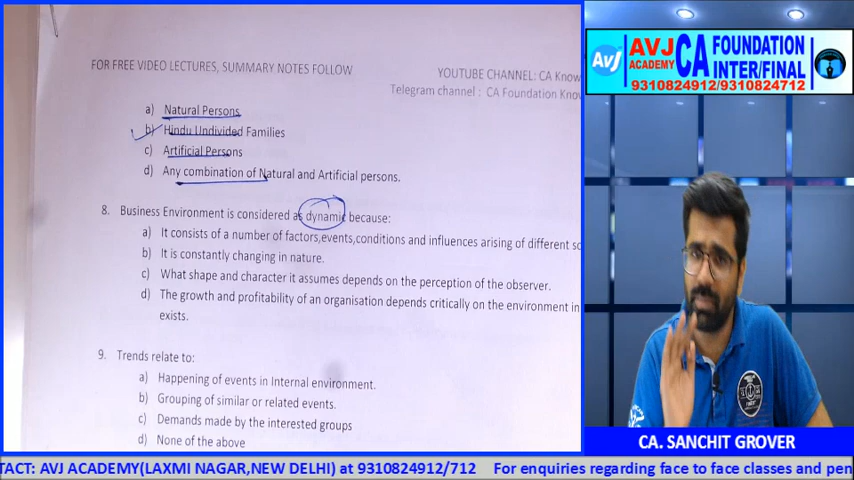 FOR FREE VIDEO LECTURES, SUMMARY NOTES FOLLOW
YOUTUBE CHANNEL: CA Know
Telegram channel : CA Foundation Kno
a) Natural Persons
b) Hindu Undivided Families
c) Artificial Persons
d) Any combination of Natural and Artificial persons.
8. Business Environment is considered as dynamic because:
a) It consists of a number of factors,events,conditions and influences arising of different so
b) It is constantly changing in nature.
c) What shape and character it assumes depends on the perception of the observer.
d) The growth and profitability of an organisation depends critically on the environment in
exists.
9. Trends relate to:
a) Happening of events in Internal environment.
b) Grouping of similar or related events.
c) Demands made by the interested groups
d) None of the above
AVJ
AVJ ACADEMY
CA FOUNDATION INTER/FINAL
9310824912/9310824712
CA. SANCHIT GROVER
TACT: AVJ ACADEMY(LAXMI NAGAR,NEW DELHI) at 9310824912/712 For enquiries regarding face to face classes and pen